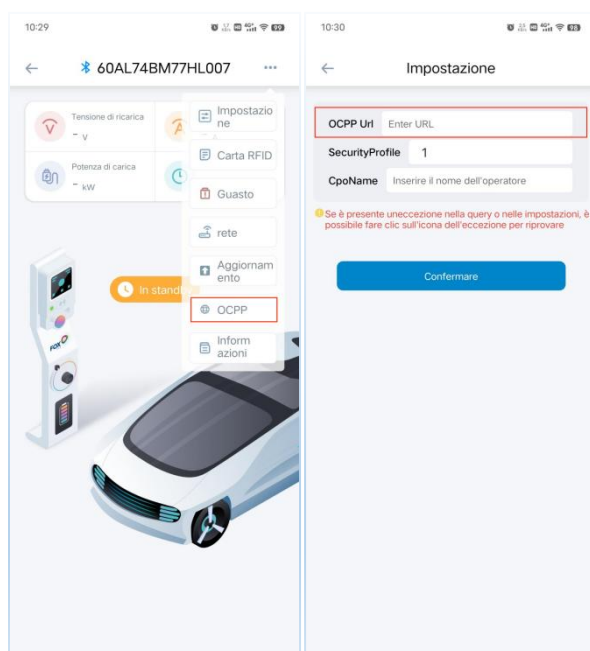 10:29
60AL74BM77HL007
Tensione di ricarica
- V
Potenza di carica
- kW
Impostazio
ne
Carta RFID
Guasto
rete
Aggiornam
ento
OCPP
Inform
azioni
In standb
FOX
10:30
Impostazione
OCPP Url Enter URL
SecurityProfile 1
CpoName Inserire il nome dell'operatore
Se è presente uneccezione nella query o nelle impostazioni, è
possibile fare clic sull'icona dell'eccezione per riprovare
Confermare